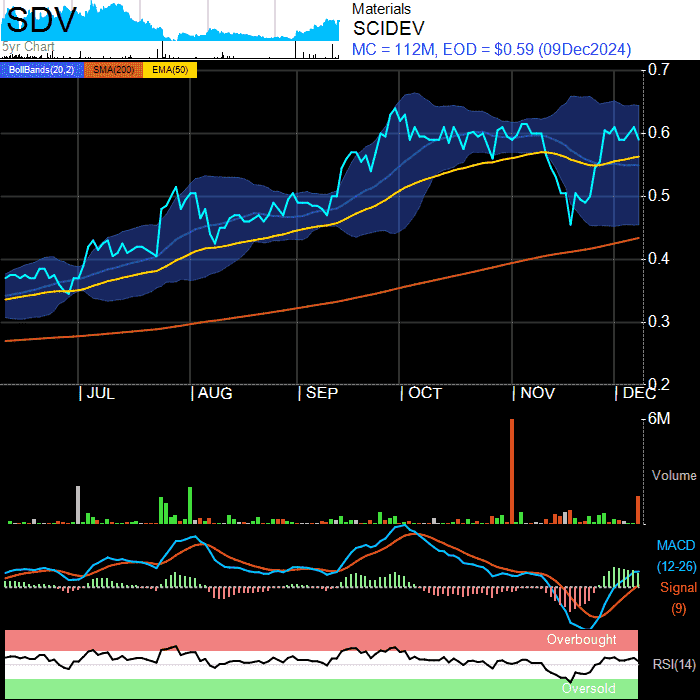 SDV
5yr Chart
Materials
SCIDEV
MC = 112M, EOD = $0.59 (09Dec2024)
BollBands(20,2) SMA(200) EMA(50)
0.7
0.6
0.5
0.4
0.3
0.2
JUL AUG SEP OCT NOV DEC
6M
Volume
MACD
(12-26)
Signal
(9)
Overbought
RSI(14)
Oversold